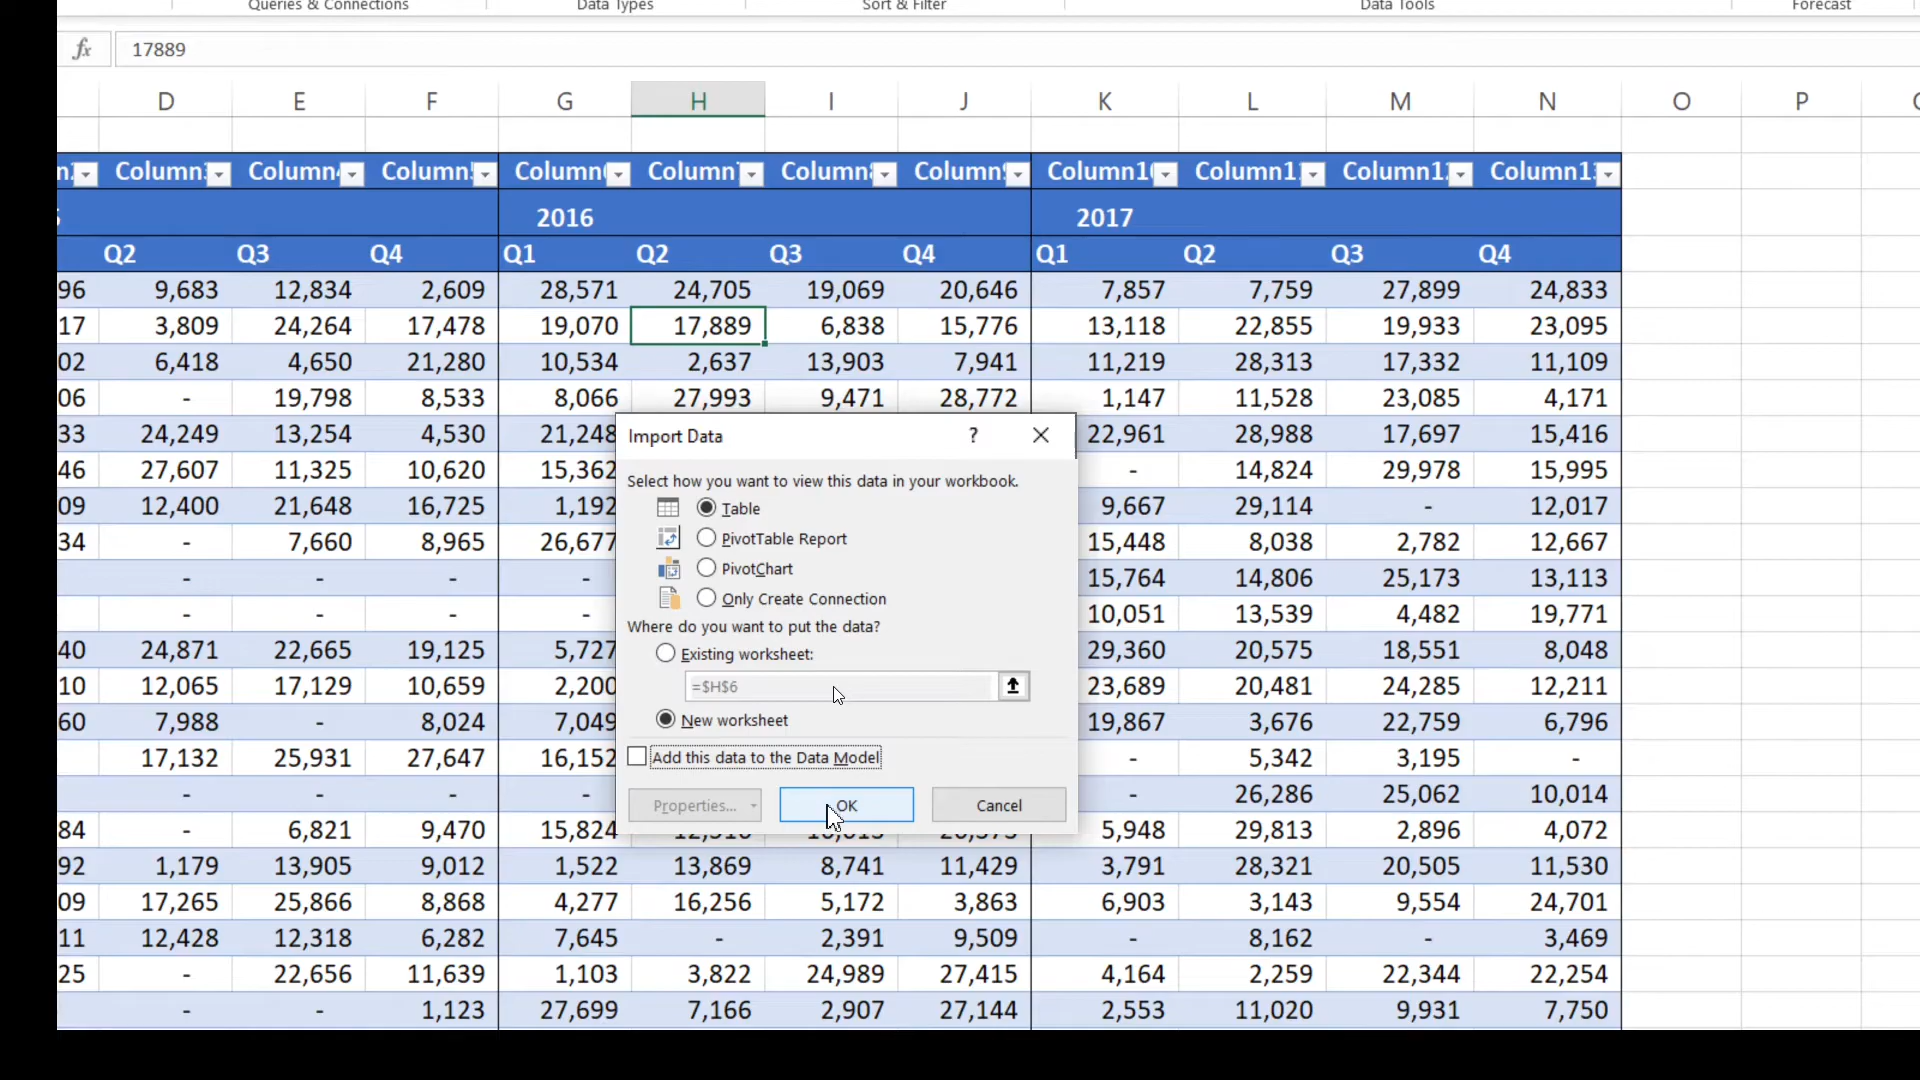 Queries & Connections Data Types Sort & Filter Data Tools Forecast
fx 17889
D E F G H I J K L M N O P
Column Column Column Column Column Column Column Column1 Column1 Column1 Column1
2016 2017
Q2 Q3 Q4 Q1 Q2 Q3 Q4 Q1 Q2 Q3 Q4
96 9,683 12,834 2,609 28,571 24,705 19,069 20,646 7,857 7,759 27,899 24,833
17 3,809 24,264 17,478 19,070 17,889 6,838 15,776 13,118 22,855 19,933 23,095
02 6,418 4,650 21,280 10,534 2,637 13,903 7,941 11,219 28,313 17,332 11,109
06 - 19,798 8,533 8,066 27,993 9,471 28,772 1,147 11,528 23,085 4,171
33 24,249 13,254 4,530 21,248 22,961 28,988 17,697 15,416
46 27,607 11,325 10,620 15,362 - 14,824 29,978 15,995
09 12,400 21,648 16,725 1,192 9,667 29,114 - 12,017
34 - 7,660 8,965 26,677 15,448 8,038 2,782 12,667
- - - - 15,764 14,806 25,173 13,113
- - - - 10,051 13,539 4,482 19,771
40 24,871 22,665 19,125 5,727 29,360 20,575 18,551 8,048
10 12,065 17,129 10,659 2,200 23,689 20,481 24,285 12,211
60 7,988 - 8,024 7,049 19,867 3,676 22,759 6,796
17,132 25,931 27,647 16,152 - 5,342 3,195 -
- - - - - 26,286 25,062 10,014
84 - 6,821 9,470 15,824 5,948 29,813 2,896 4,072
92 1,179 13,905 9,012 1,522 13,869 8,741 11,429 3,791 28,321 20,505 11,530
09 17,265 25,866 8,868 4,277 16,256 5,172 3,863 6,903 3,143 9,554 24,701
11 12,428 12,318 6,282 7,645 - 2,391 9,509 - 8,162 - 3,469
25 - 22,656 11,639 1,103 3,822 24,989 27,415 4,164 2,259 22,344 22,254
- - 1,123 27,699 7,166 2,907 27,144 2,553 11,020 9,931 7,750
Import Data ?
Select how you want to view this data in your workbook.
Table
PivotTable Report
PivotChart
Only Create Connection
Where do you want to put the data?
Existing worksheet:
=$H$6
New worksheet
Add this data to the Data Model
Properties... OK Cancel